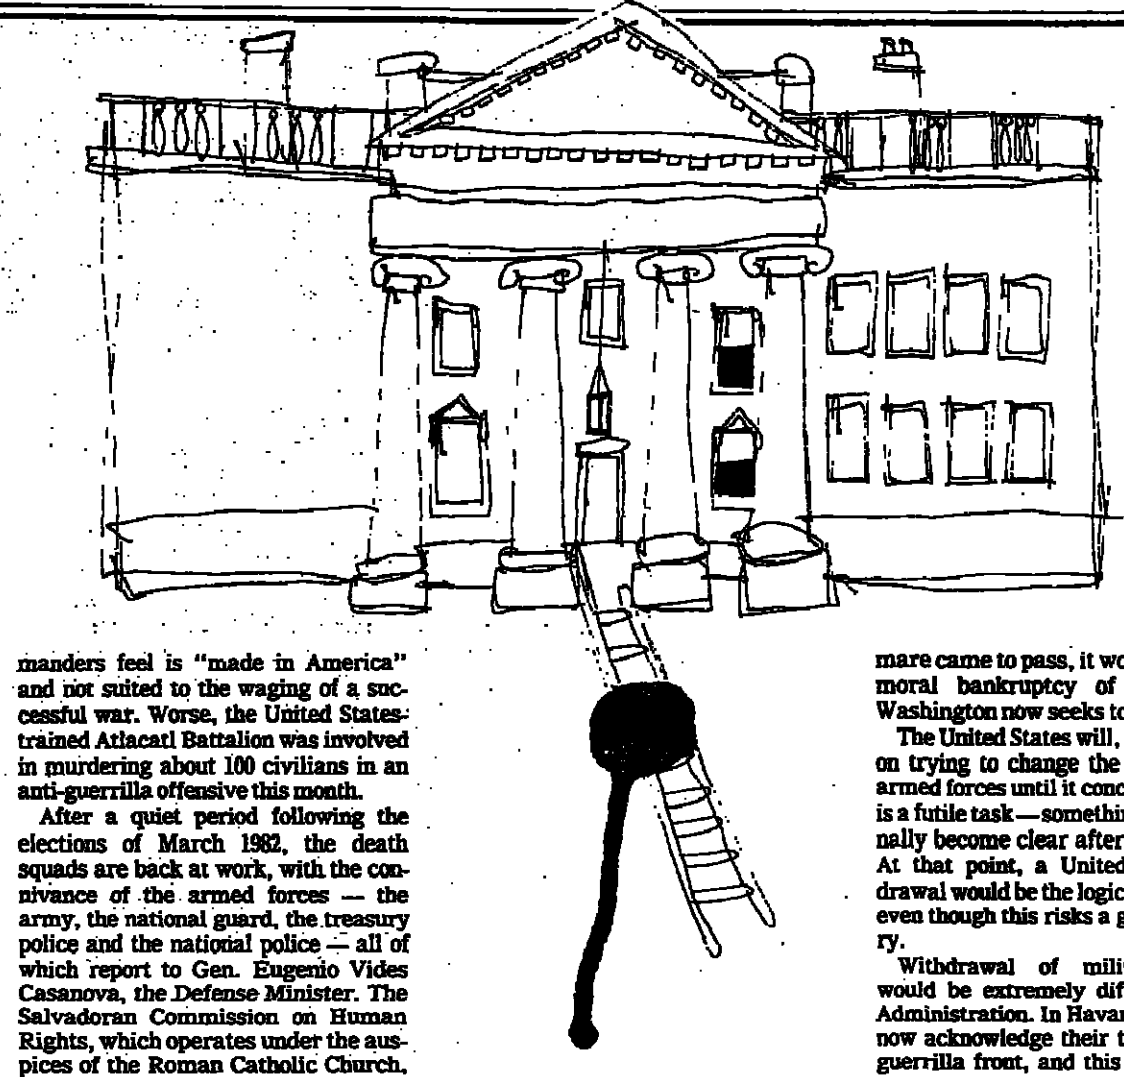 manders feel is “made in America”
and not suited to the waging of a suc-
cessful war. Worse, the United States-
trained Atlacatl Battalion was involved
in murdering about 100 civilians in an
anti-guerrilla offensive this month.
After a quiet period following the
elections of March 1982, the death
squads are back at work, with the con-
nivance of the armed forces — the
army, the national guard, the treasury
police and the national police — all of
which report to Gen. Eugenio Vides
Casanova, the Defense Minister. The
Salvadoran Commission on Human
Rights, which operates under the aus-
pices of the Roman Catholic Church,
mare came to pass, it wo
moral bankruptcy of
Washington now seeks to
The United States will,
on trying to change the
armed forces until it conc
is a futile task — somethin
nally become clear after
At that point, a United
drawal would be the logic
even though this risks a g
ry.
Withdrawal of mili
would be extremely dif
Administration. In Havan
now acknowledge their t
guerrilla front, and this